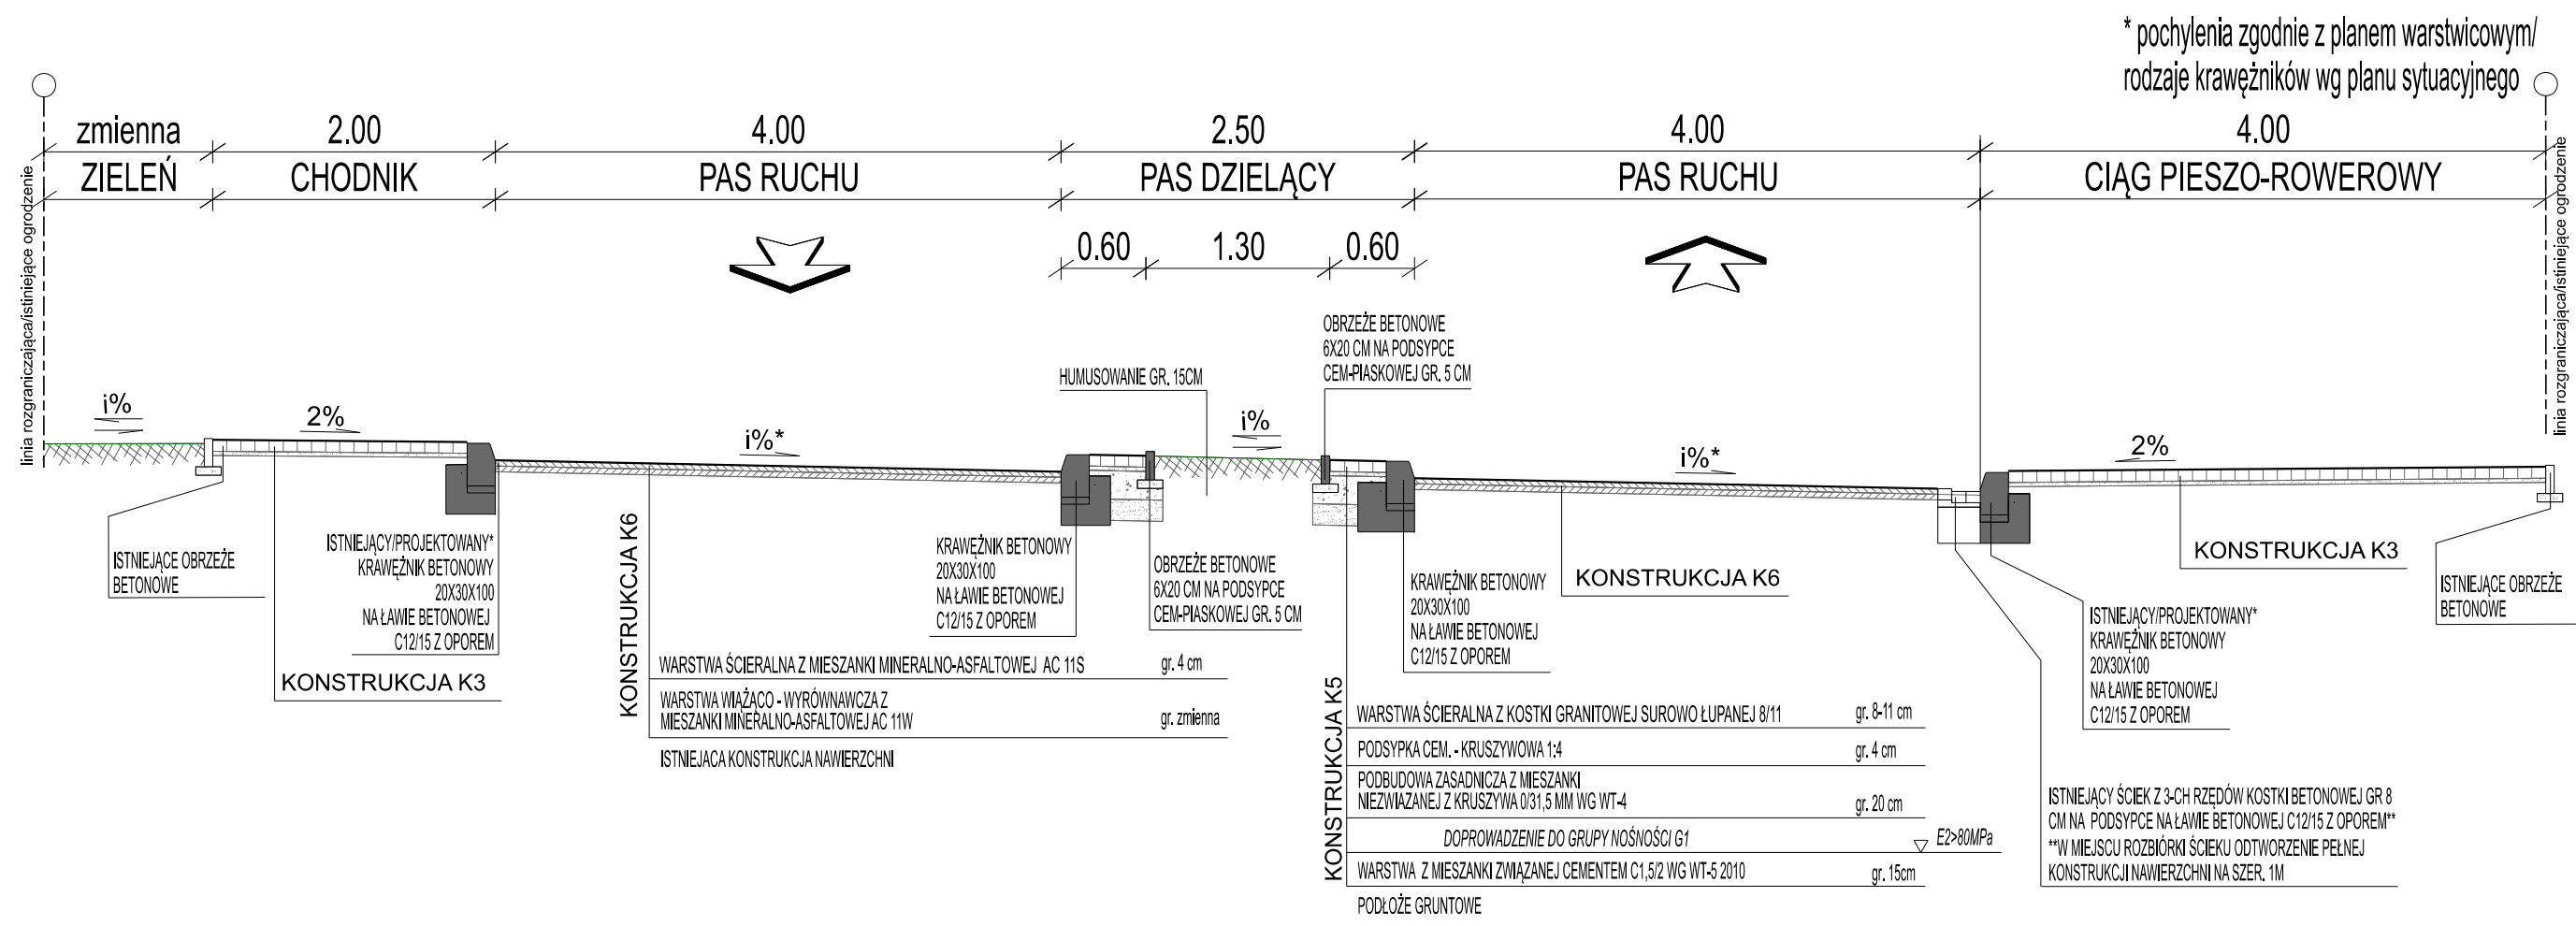 * pochylenia zgodnie z planem warstwicowym/
rodzaje krawężników wg planu sytuacyjnego
zmienna
2.00
4.00
2.50
4.00
4.00
ZIELEŃ
CHODNIK
PAS RUCHU
PAS DZIELĄCY
PAS RUCHU
CIĄG PIESZO-ROWEROWY
0.60
1.30
0.60
linia rozgraniczająca/istiniejące ogrodzenie
linia rozgraniczająca/istiniejące ogrodzenie
OBRZEŻE BETONOWE
6X20 CM NA PODSYPCE
CEM-PIASKOWEJ GR. 5 CM
HUMUSOWANIE GR. 15CM
i%
2%
i%*
i%
i%*
2%
ISTNIEJĄCE OBRZEŻE
BETONOWE
ISTNIEJĄCY/PROJEKTOWANY*
KRAWĘŻNIK BETONOWY
20X30X100
NA ŁAWIE BETONOWEJ
C12/15 Z OPOREM
KONSTRUKCJA K3
KONSTRUKCJA K6
WARSTWA ŚCIERALNA Z MIESZANKI MINERALNO-ASFALTOWEJ AC 11S gr. 4 cm
WARSTWA WIĄŻĄCO - WYRÓWNAWCZA Z
MIESZANKI MINERALNO-ASFALTOWEJ AC 11W gr. zmienna
ISTNIEJACA KONSTRUKCJA NAWIERZCHNI
KRAWĘŻNIK BETONOWY
20X30X100
NA ŁAWIE BETONOWEJ
C12/15 Z OPOREM
OBRZEŻE BETONOWE
6X20 CM NA PODSYPCE
CEM-PIASKOWEJ GR. 5 CM
KRAWĘŻNIK BETONOWY
20X30X100
NA ŁAWIE BETONOWEJ
C12/15 Z OPOREM
KONSTRUKCJA K6
KONSTRUKCJA K5
WARSTWA ŚCIERALNA Z KOSTKI GRANITOWEJ SUROWO ŁUPANEJ 8/11 gr. 8-11 cm
PODSYPKA CEM. - KRUSZYWOWA 1:4 gr. 4 cm
PODBUDOWA ZASADNICZA Z MIESZANKI
NIEZWIAZANEJ Z KRUSZYWA 0/31,5 MM WG WT-4 gr. 20 cm
DOPROWADZENIE DO GRUPY NOŚNOŚCI G1 E2>80MPa
WARSTWA Z MIESZANKI ZWIĄZANEJ CEMENTEM C1,5/2 WG WT-5 2010 gr. 15cm
PODŁOŻE GRUNTOWE
KONSTRUKCJA K3
ISTNIEJĄCE OBRZEŻE
BETONOWE
ISTNIEJĄCY/PROJEKTOWANY*
KRAWĘŻNIK BETONOWY
20X30X100
NA ŁAWIE BETONOWEJ
C12/15 Z OPOREM
ISTNIEJĄCY ŚCIEK Z 3-CH RZĘDÓW KOSTKI BETONOWEJ GR 8
CM NA PODSYPCE NA ŁAWIE BETONOWEJ C12/15 Z OPOREM**
**W MIEJSCU ROZBIÓRKI ŚCIEKU ODTWORZENIE PEŁNEJ
KONSTRUKCJI NAWIERZCHNI NA SZER. 1M